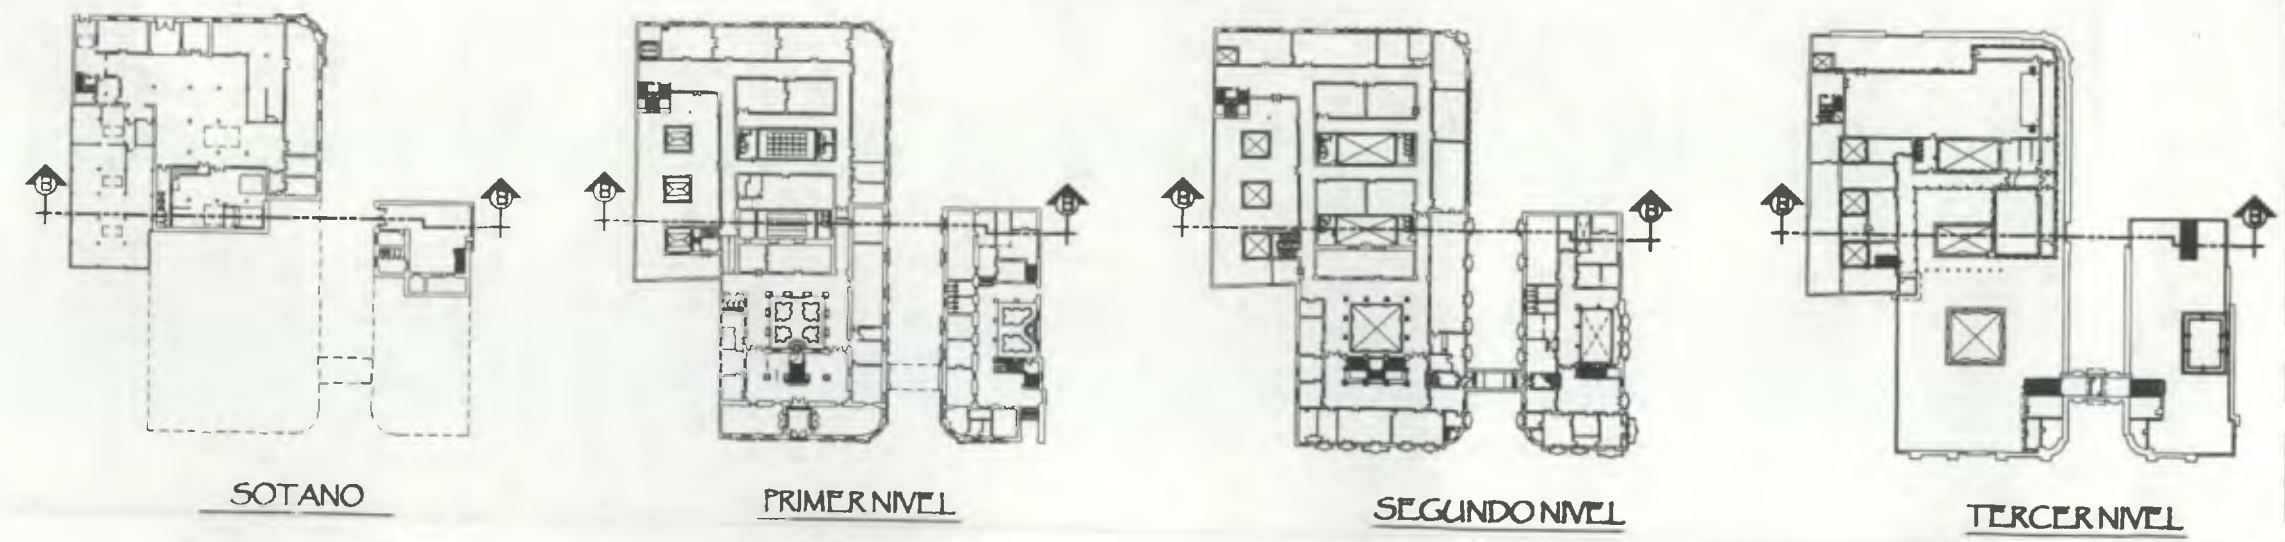 B B B B B B B B
SOTANO PRIMER NIVEL SEGUNDO NIVEL TERCER NIVEL